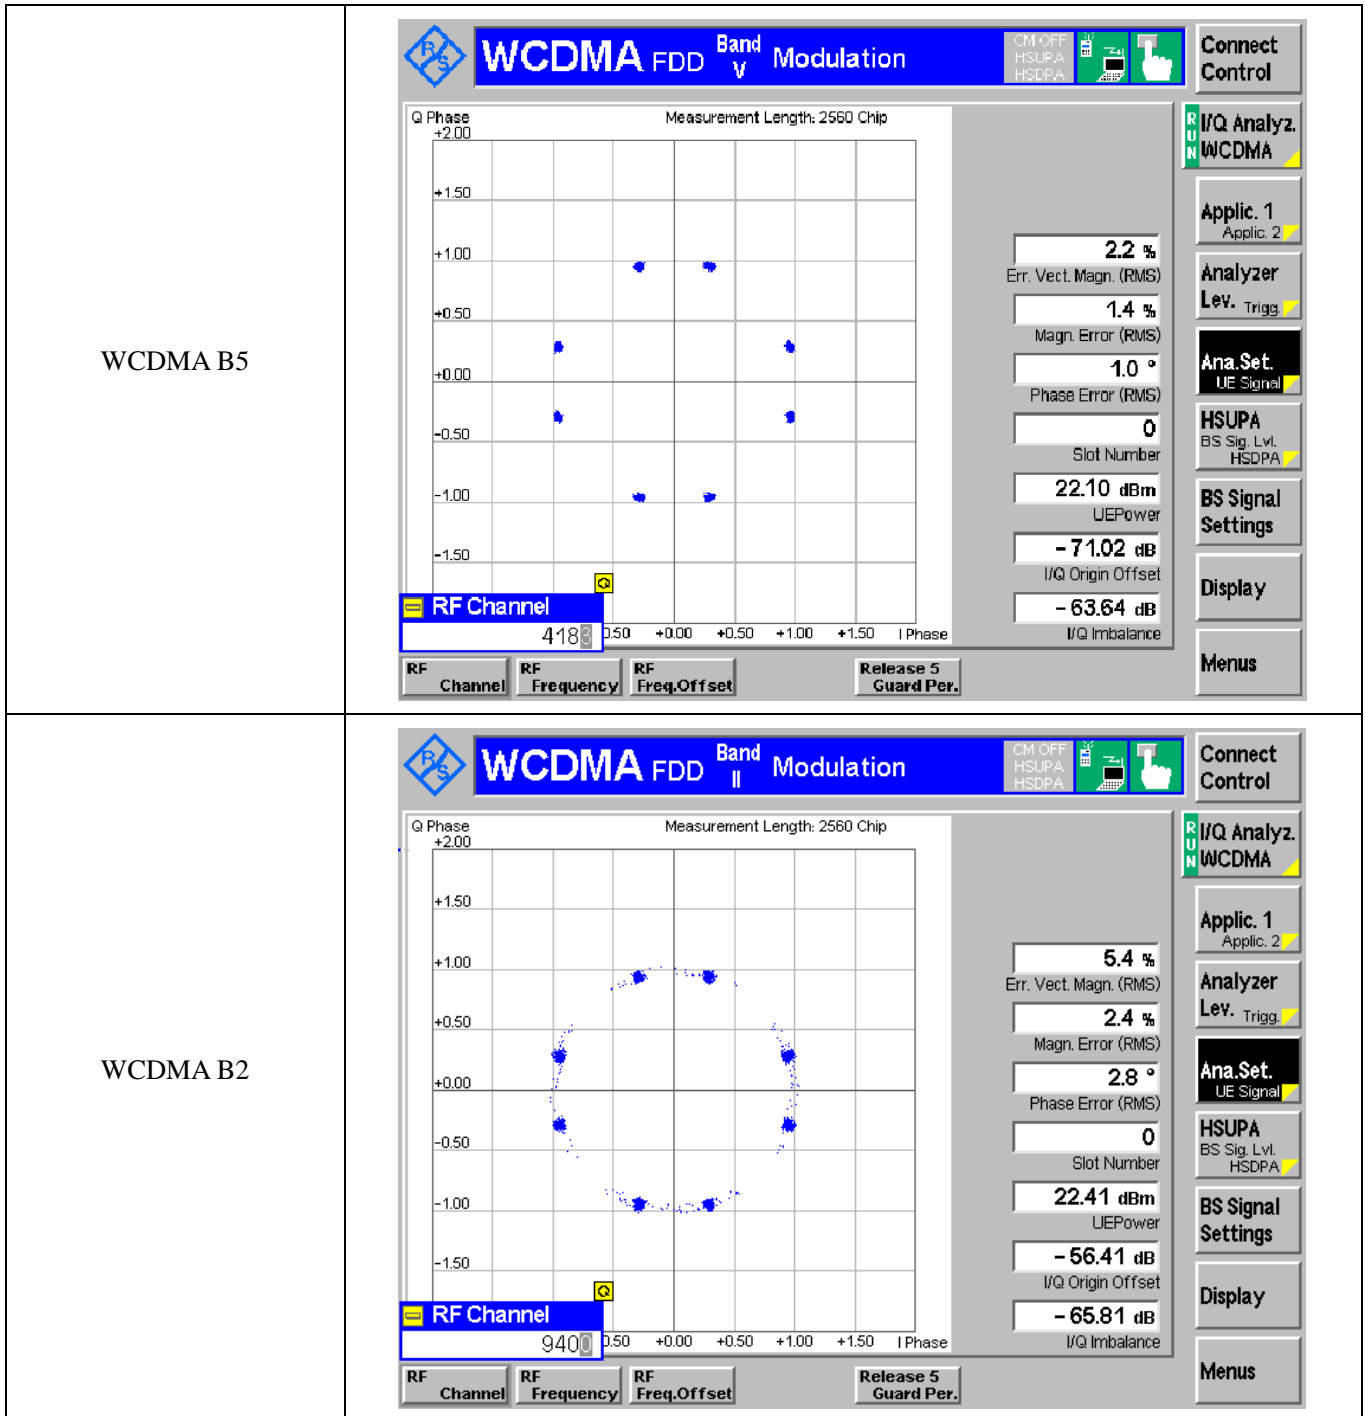 WCDMA B5
R S
WCDMA FDD Band V Modulation
CM OFF
HSUPA
HSDPA
Connect
Control
Q Phase
Measurement Length: 2560 Chip
+2.00
+1.50
+1.00
+0.50
+0.00
-0.50
-1.00
-1.50
2.2 %
Err. Vect. Magn. (RMS)
1.4 %
Magn. Error (RMS)
1.0 °
Phase Error (RMS)
0
Slot Number
22.10 dBm
UEPower
-71.02 dB
I/Q Origin Offset
-63.64 dB
I/Q Imbalance
RUN
I/Q Analyz.
WCDMA
Applic. 1
Applic. 2
Analyzer
Lev. Trigg.
Ana.Set.
UE Signal
HSUPA
BS Sig. Lvl.
HSDPA
BS Signal
Settings
Display
Menus
Q
RF Channel
4183
0.50 +0.00 +0.50 +1.00 +1.50 I Phase
RF
Channel
RF
Frequency
RF
Freq.Offset
Release 5
Guard Per.
WCDMA B2
R S
WCDMA FDD Band II Modulation
CM OFF
HSUPA
HSDPA
Connect
Control
Q Phase
Measurement Length: 2560 Chip
+2.00
+1.50
+1.00
+0.50
+0.00
-0.50
-1.00
-1.50
5.4 %
Err. Vect. Magn. (RMS)
2.4 %
Magn. Error (RMS)
2.8 °
Phase Error (RMS)
0
Slot Number
22.41 dBm
UEPower
-56.41 dB
I/Q Origin Offset
-65.81 dB
I/Q Imbalance
RUN
I/Q Analyz.
WCDMA
Applic. 1
Applic. 2
Analyzer
Lev. Trigg.
Ana.Set.
UE Signal
HSUPA
BS Sig. Lvl.
HSDPA
BS Signal
Settings
Display
Menus
Q
RF Channel
9400
0.50 +0.00 +0.50 +1.00 +1.50 I Phase
RF
Channel
RF
Frequency
RF
Freq.Offset
Release 5
Guard Per.